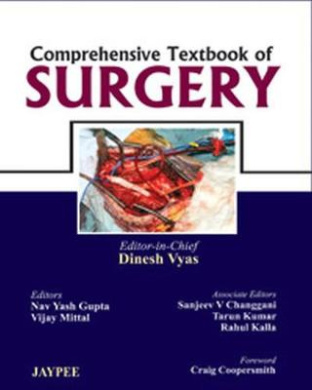 Comprehensive Textbook of
SURGERY
Editor-in-Chief
Dinesh Vyas
Editors
Nav Yash Gupta
Vijay Mittal
Associate Editors
Sanjeev V Changgani
Tarun Kumar
Rahul Kalla
Foreword
Craig Coopersmith
JAYPEE